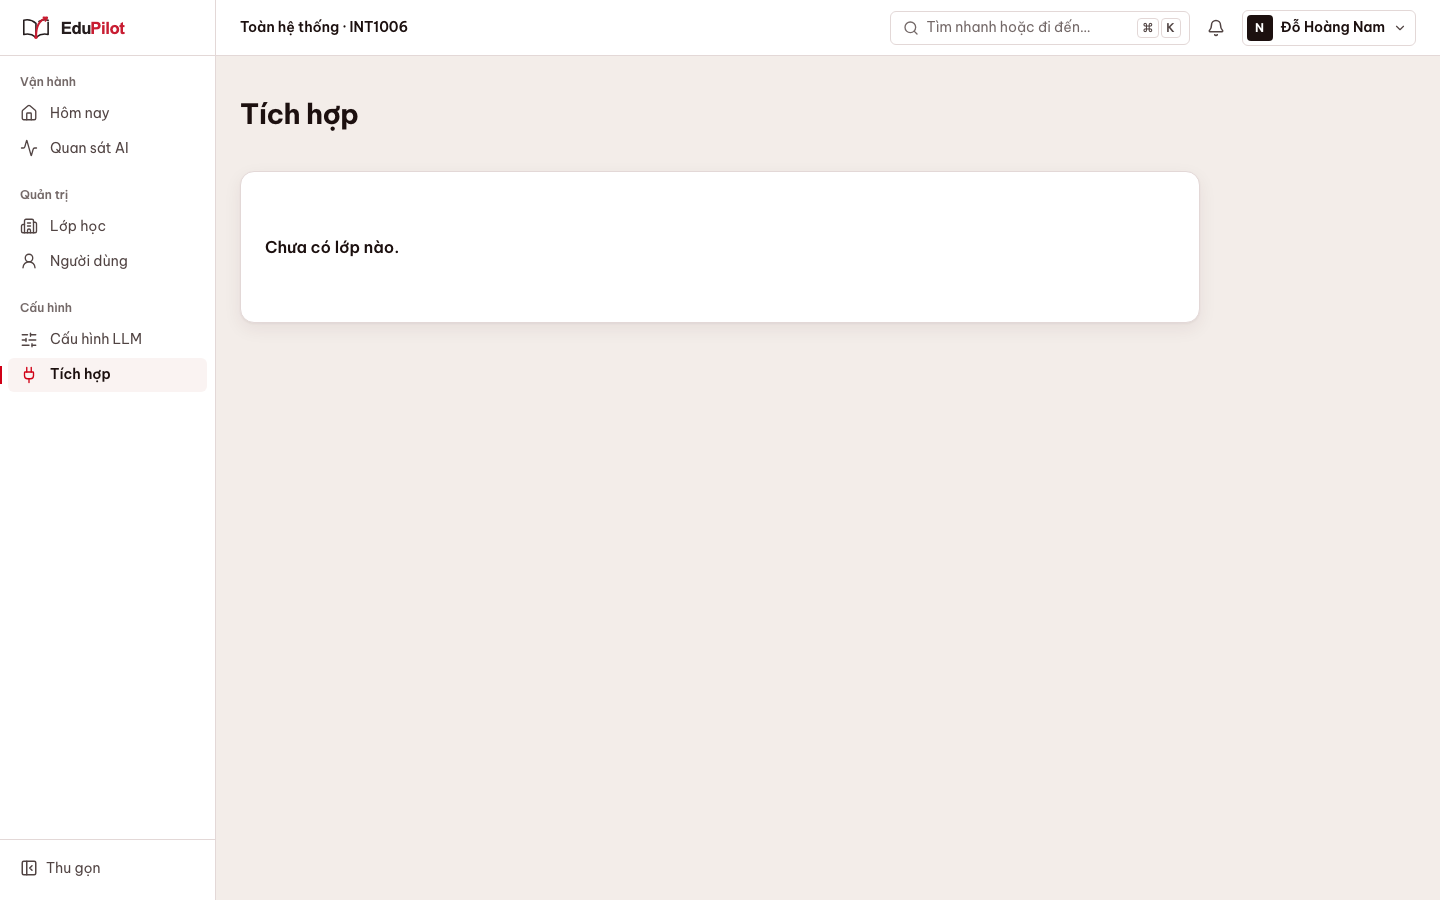 EduPilot
Toàn hệ thống · INT1006
Tìm nhanh hoặc đi đến...
⌘ K
N
Đỗ Hoàng Nam
Vận hành
Hôm nay
Quan sát AI
Quản trị
Lớp học
Người dùng
Cấu hình
Cấu hình LLM
Tích hợp
Thu gọn
Tích hợp
Chưa có lớp nào.